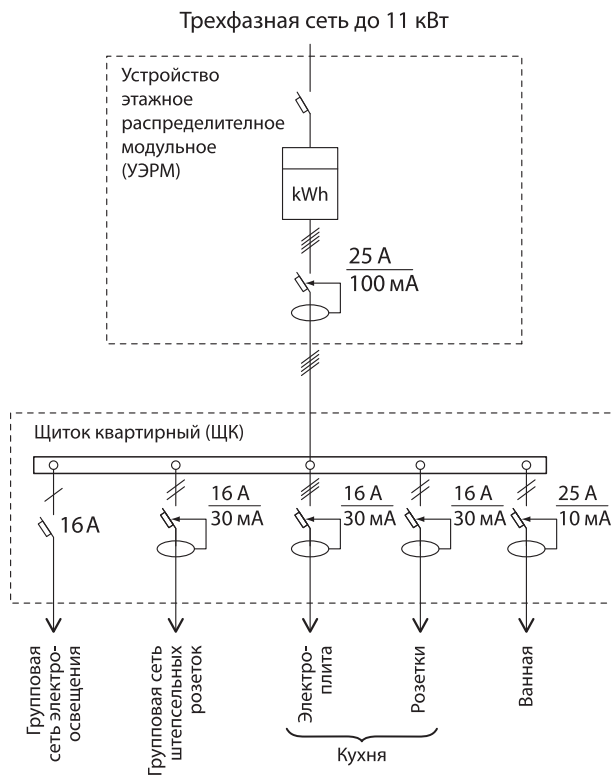 Трехфазная сеть до 11 кВт
Устройство
этажное
распределителное
модульное
(УЭРМ)
kWh
25 А
100 мА
Щиток квартирный (ЩК)
16 А
16 А
30 мА
16 А
30 мА
16 А
30 мА
25 А
10 мА
Групповая
сеть электро-
освещения
Групповая сеть
штепсельных
розеток
Электро-
плита
Розетки
Ванная
Кухня